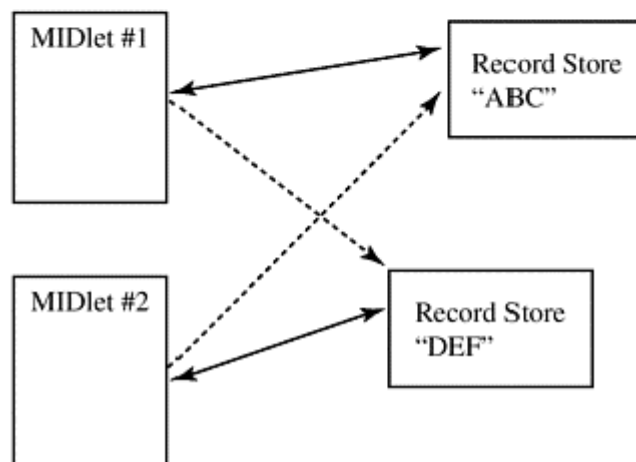 MIDlet #1
Record Store
“ABC”
MIDlet #2
Record Store
“DEF”